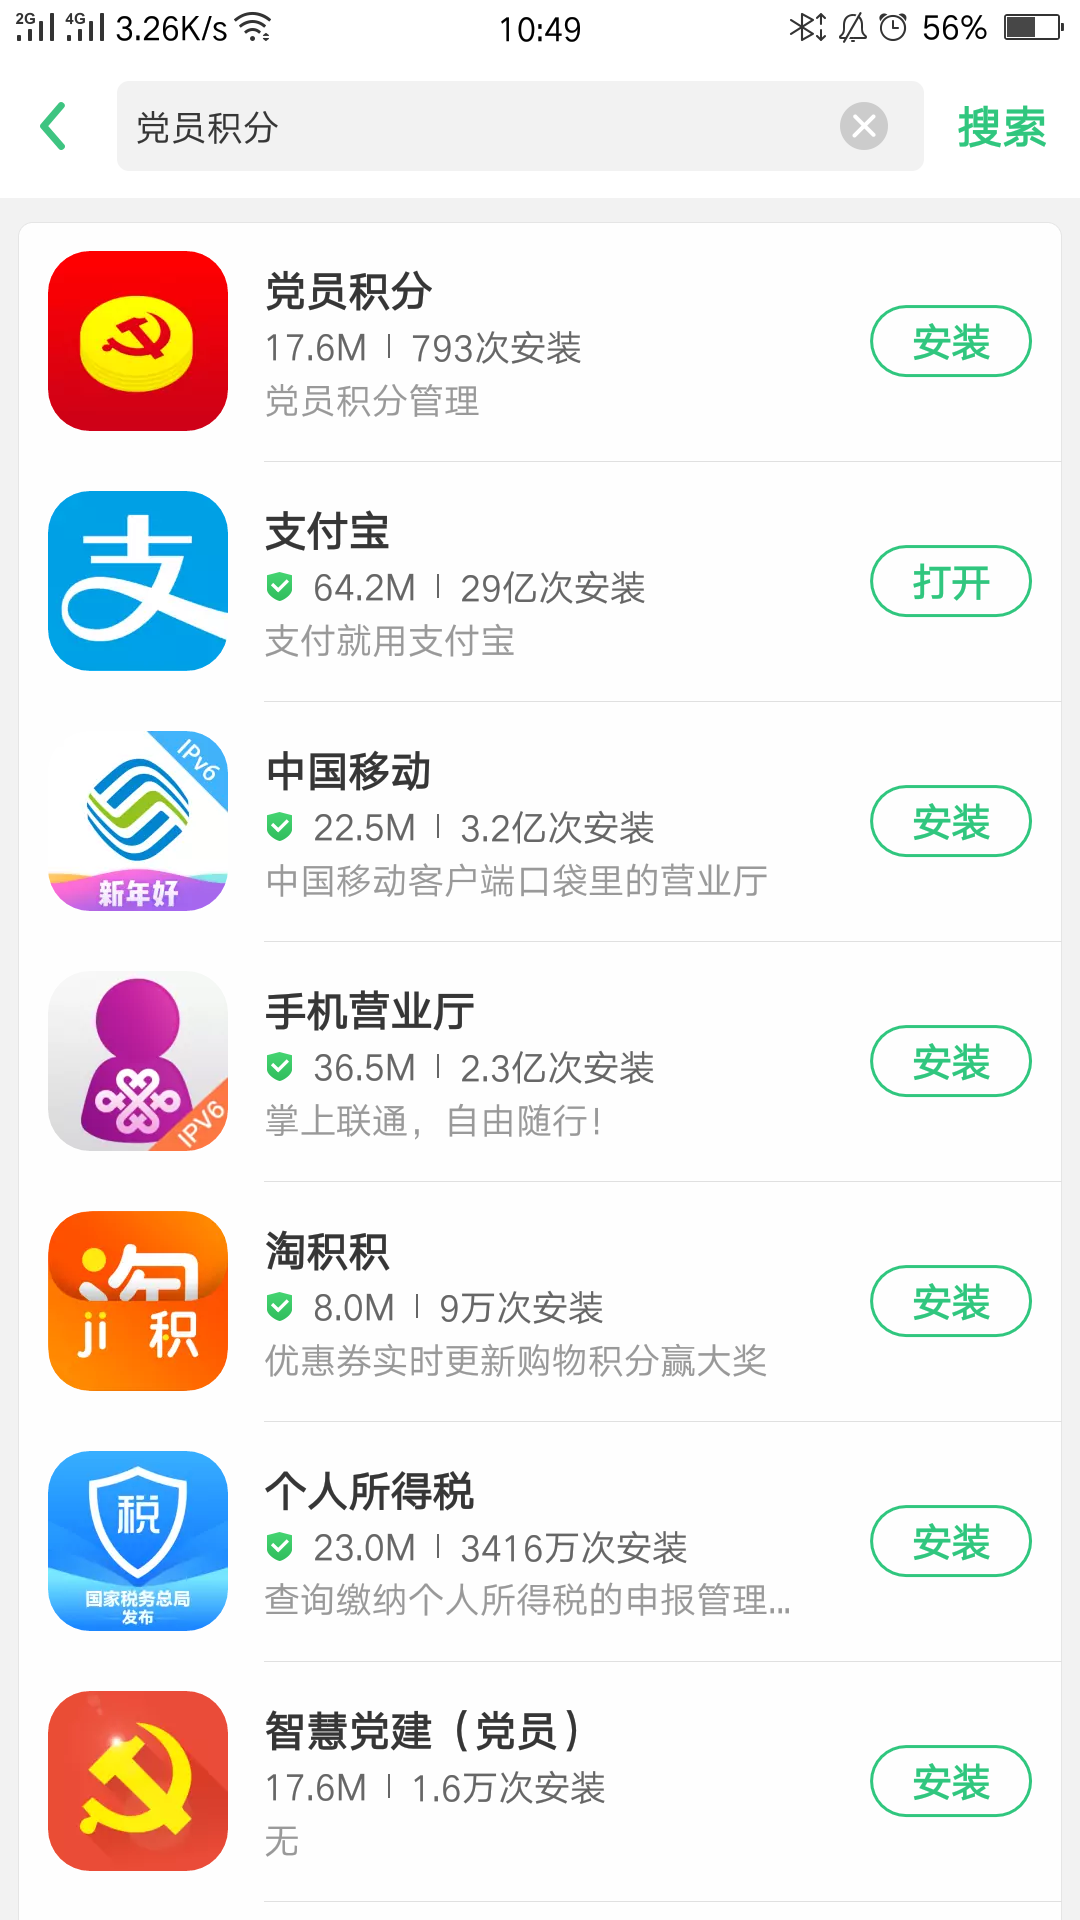 2G 4G 3.26K/s 10:49 56%
党员积分 搜索
党员积分
17.6M | 793次安装
党员积分管理
安装
支
支付宝
64.2M | 29亿次安装
支付就用支付宝
打开
IPv6
新年好
中国移动
22.5M | 3.2亿次安装
中国移动客户端口袋里的营业厅
安装
IPV6
手机营业厅
36.5M | 2.3亿次安装
掌上联通，自由随行!
安装
淘
ji 积
淘积积
8.0M | 9万次安装
优惠券实时更新购物积分赢大奖
安装
税
国家税务总局
发布
个人所得税
23.0M | 3416万次安装
查询缴纳个人所得税的申报管理...
安装
智慧党建（党员）
17.6M | 1.6万次安装
无
安装